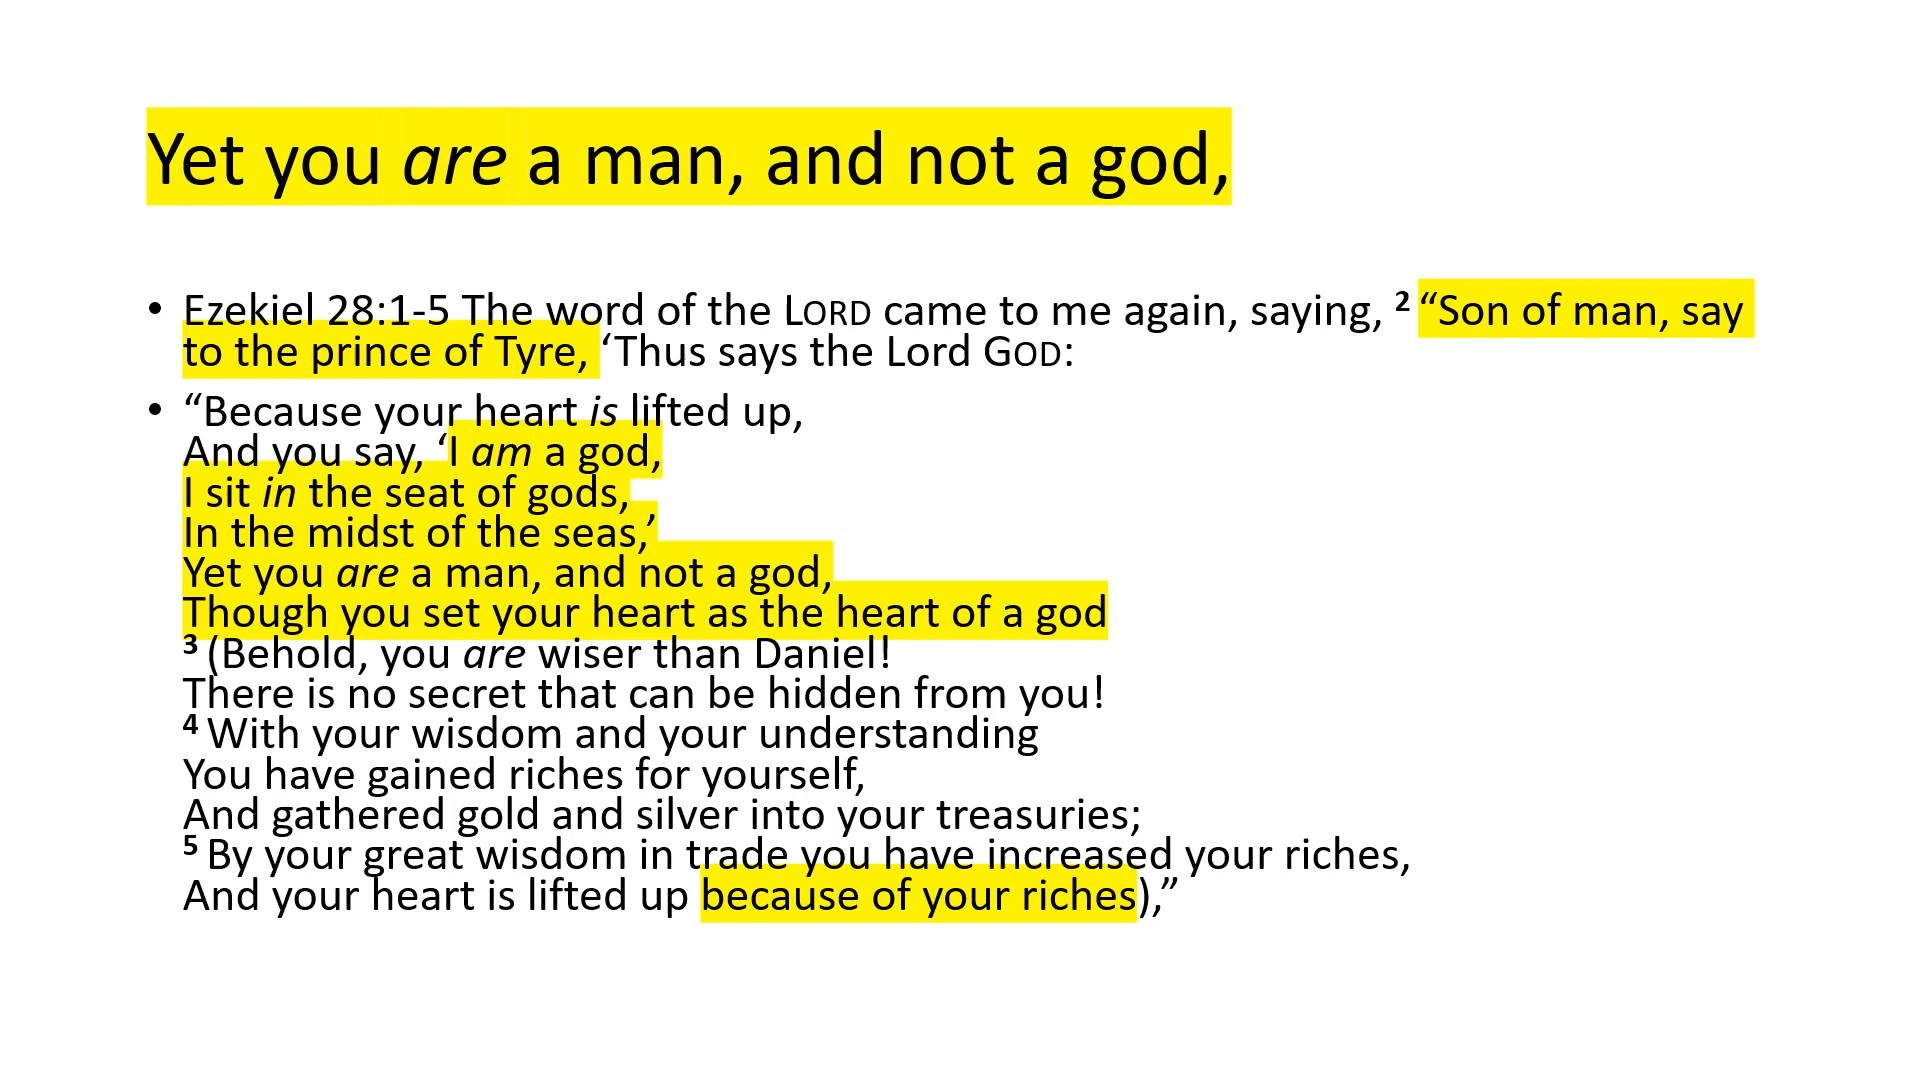 Yet you are a man, and not a god,
• Ezekiel 28:1-5 The word of the LORD came to me again, saying, 2 “Son of man, say
to the prince of Tyre, ‘Thus says the Lord GOD:
• “Because your heart is lifted up,
And you say, ‘I am a god,
I sit in the seat of gods,
In the midst of the seas,’
Yet you are a man, and not a god,
Though you set your heart as the heart of a god
3 (Behold, you are wiser than Daniel!
There is no secret that can be hidden from you!
4 With your wisdom and your understanding
You have gained riches for yourself,
And gathered gold and silver into your treasuries;
5 By your great wisdom in trade you have increased your riches,
And your heart is lifted up because of your riches),”